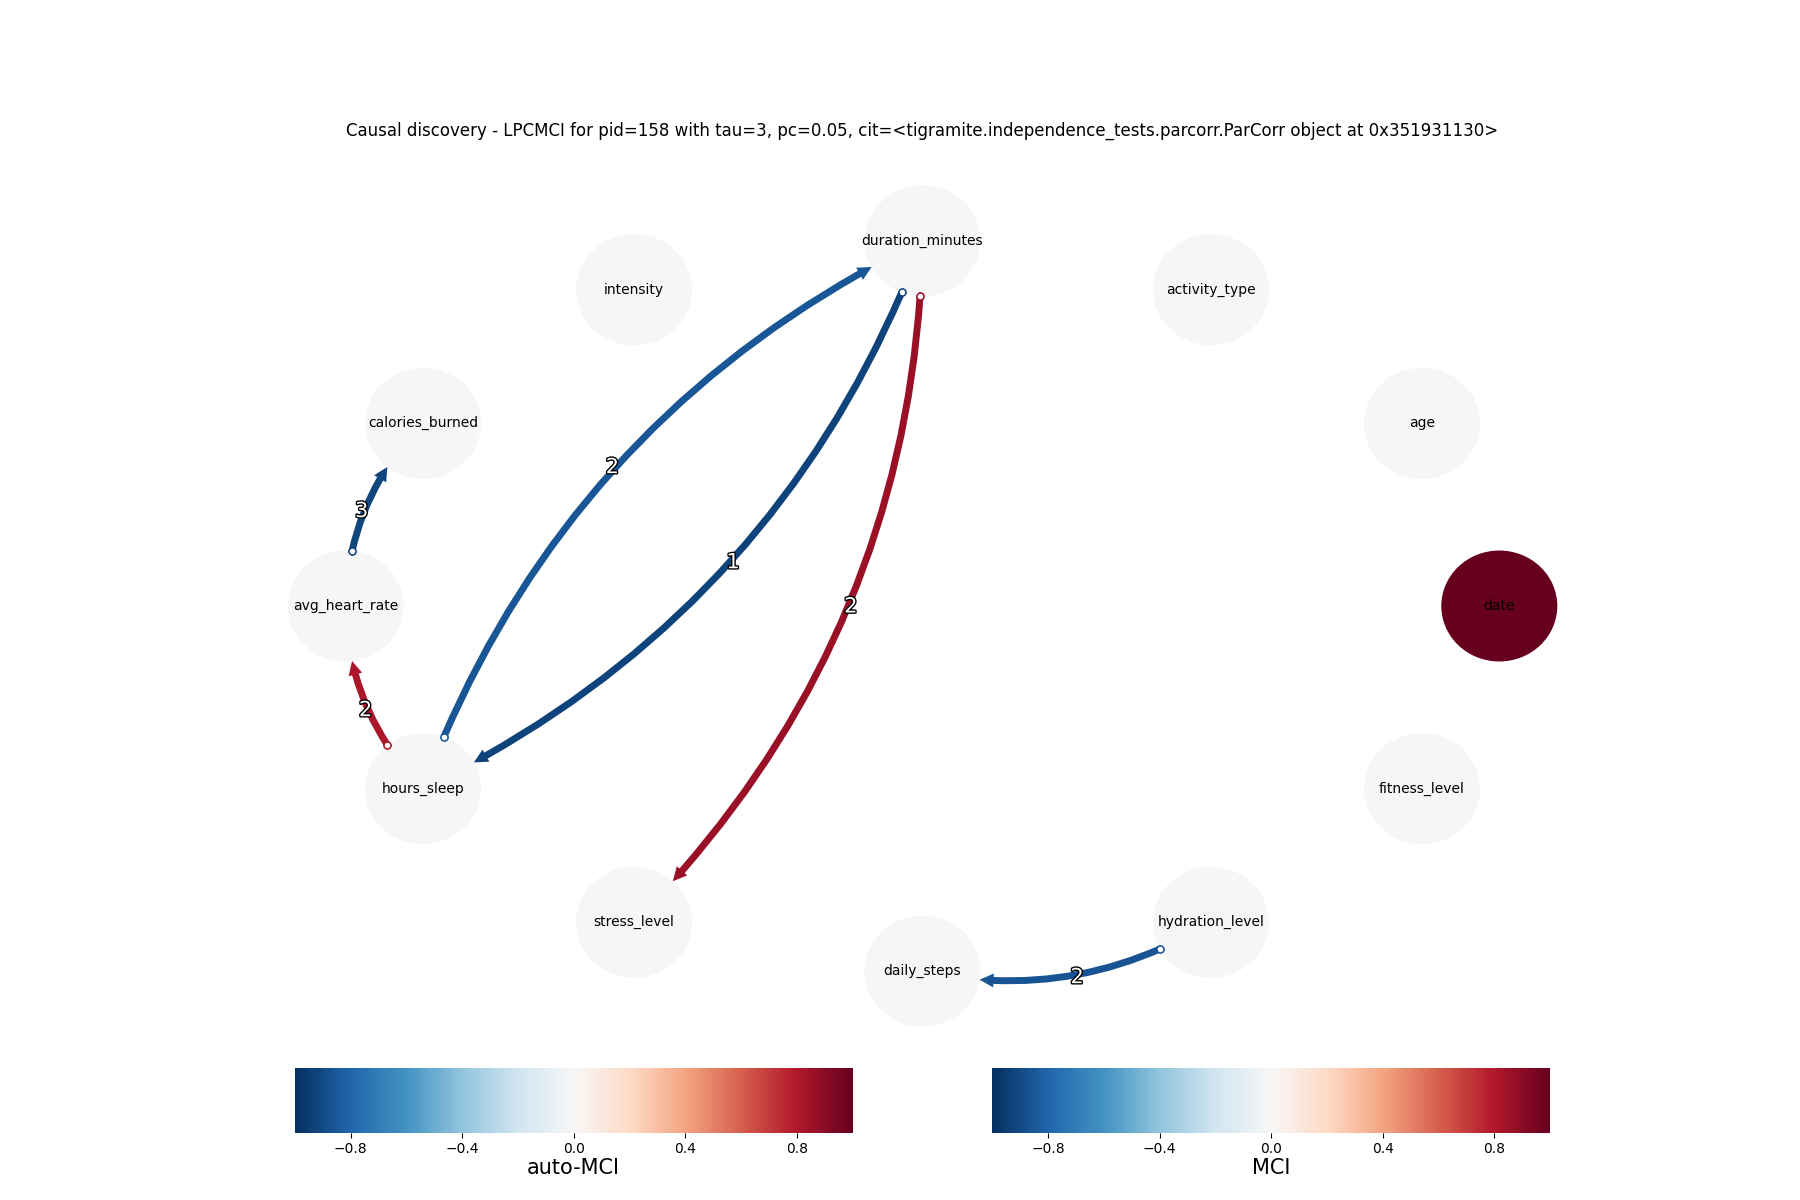 Causal discovery - LPCMCI for pid=158 with tau=3, pc=0.05, cit=<tigramite.independence_tests.parcorr.ParCorr object at 0x351931130>
duration_minutes
intensity
activity_type
calories_burned
age
2
3
1
avg_heart_rate
2
date
2
hours_sleep
fitness_level
stress_level
hydration_level
daily_steps
2
−0.8 −0.4 0.0 0.4 0.8
auto-MCI
−0.8 −0.4 0.0 0.4 0.8
MCI